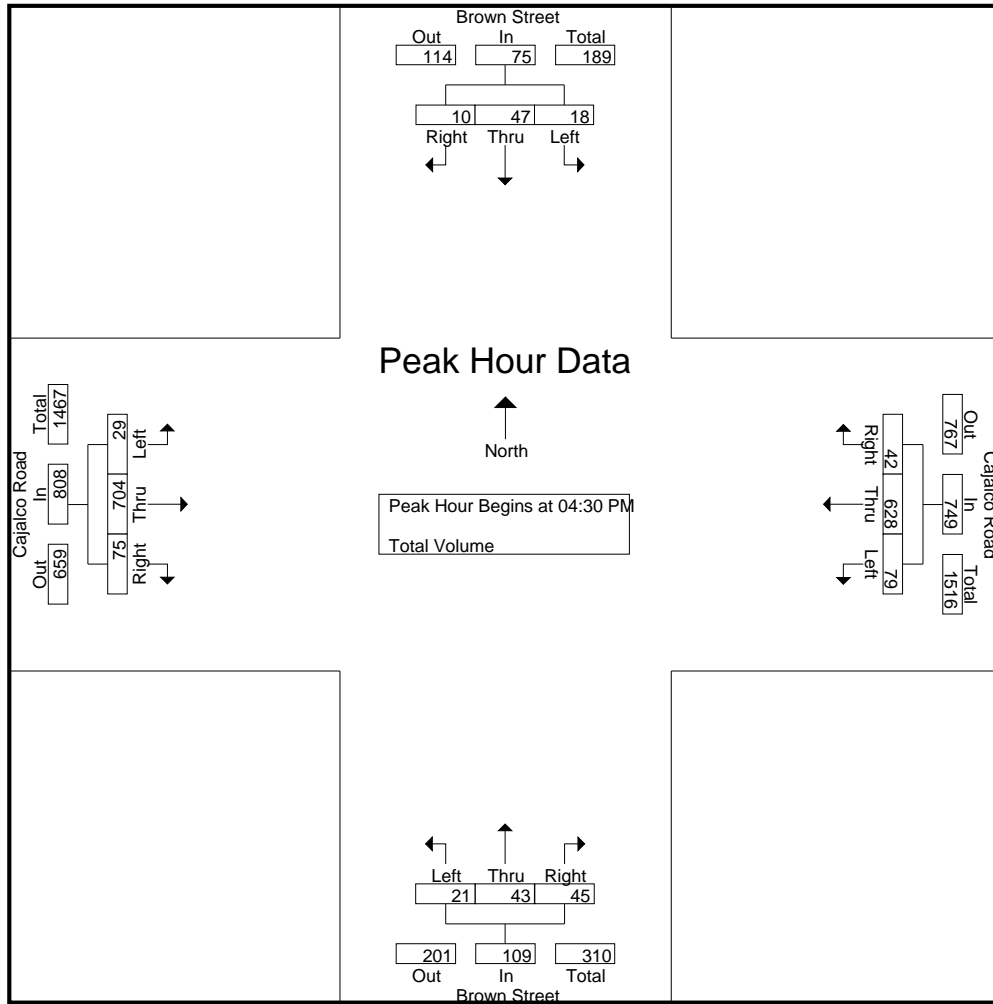 Brown Street
Out In Total
114 75 189
10 47 18
Right Thru Left
Peak Hour Data
North
Peak Hour Begins at 04:30 PM
Total Volume
Cajalco Road
Total In Out
1467 808 659
29 704 75
Left Thru Right
Right Thru Left
42 628 79
Out In Total
767 749 1516
Cajalco Road
Left Thru Right
21 43 45
201 109 310
Out In Total
Brown Street